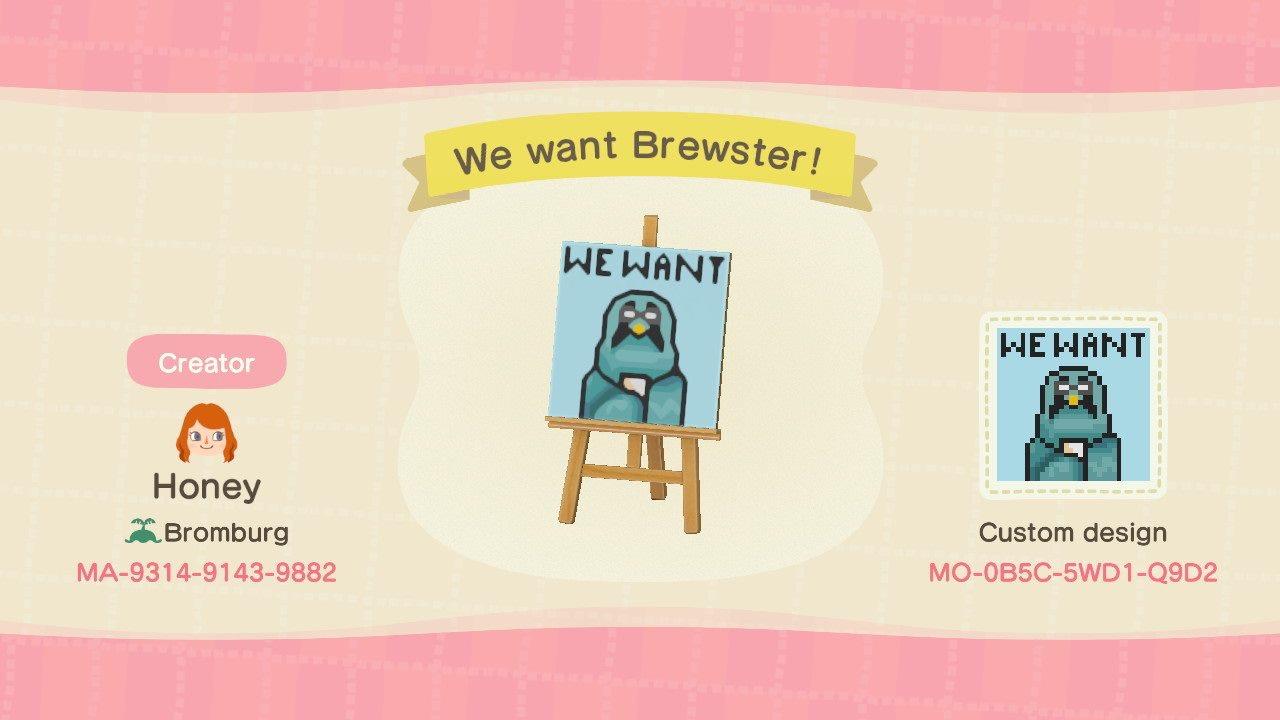 We want Brewster!
WE WANT
Creator
Honey
Bromburg
MA-9314-9143-9882
WE WANT
Custom design
MO-0B5C-5WD1-Q9D2